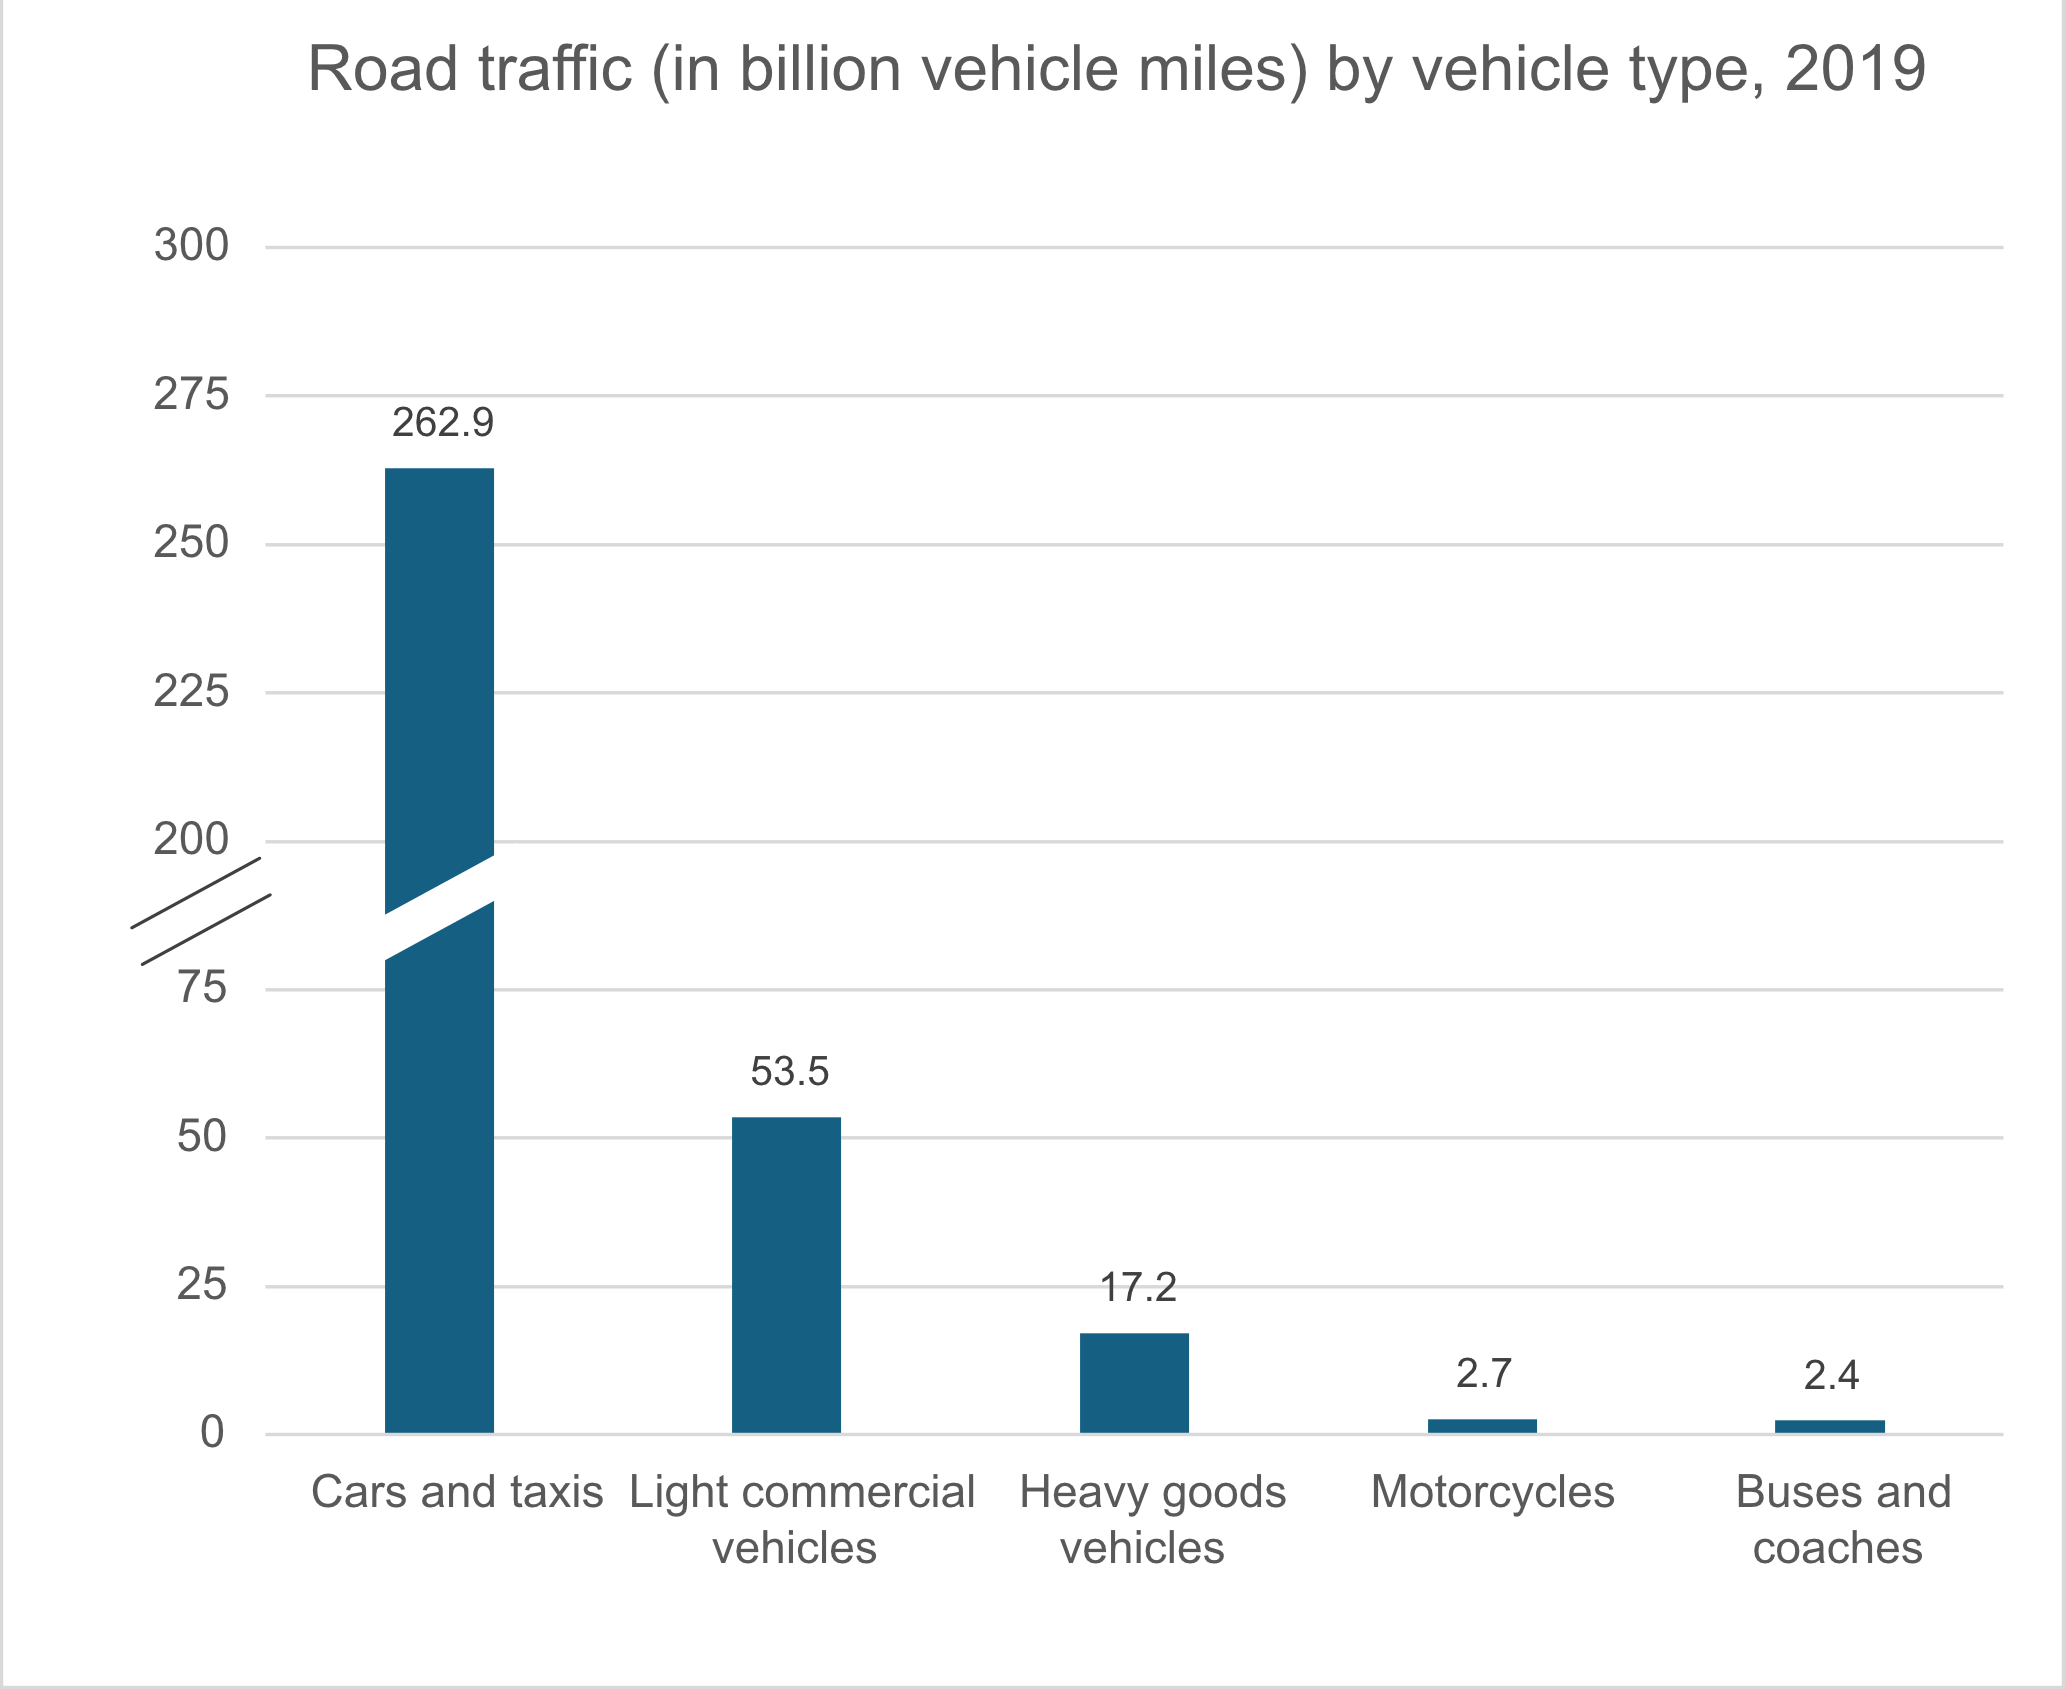 Road traffic (in billion vehicle miles) by vehicle type, 2019
300
275
262.9
250
225
200
75
53.5
50
25
17.2
2.7
2.4
0
Cars and taxis
Light commercial
vehicles
Heavy goods
vehicles
Motorcycles
Buses and
coaches